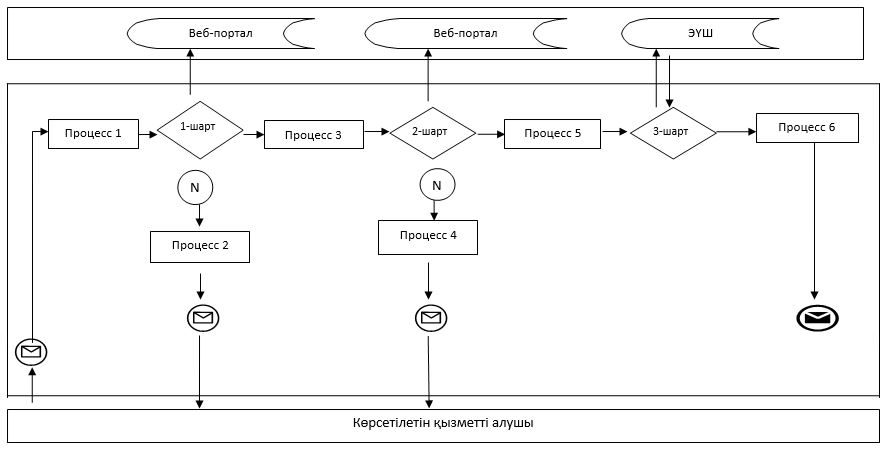 Веб-портал
Веб-портал
ЭҮШ
Процесс 1
1-шарт
Процесс 3
2-шарт
Процесс 5
3-шарт
Процесс 6
N
N
Процесс 2
Процесс 4
Көрсетілетін қызметті алушы